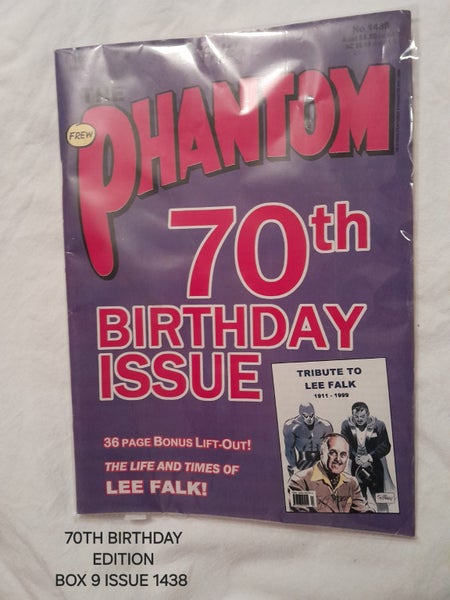 No 1438
THE
PHANTOM
FREW
70th
BIRTHDAY
ISSUE
TRIBUTE TO
LEE FALK
1911 - 1999
36 PAGE BONUS LIFT-OUT!
THE LIFE AND TIMES OF
LEE FALK!
70TH BIRTHDAY
EDITION
BOX 9 ISSUE 1438